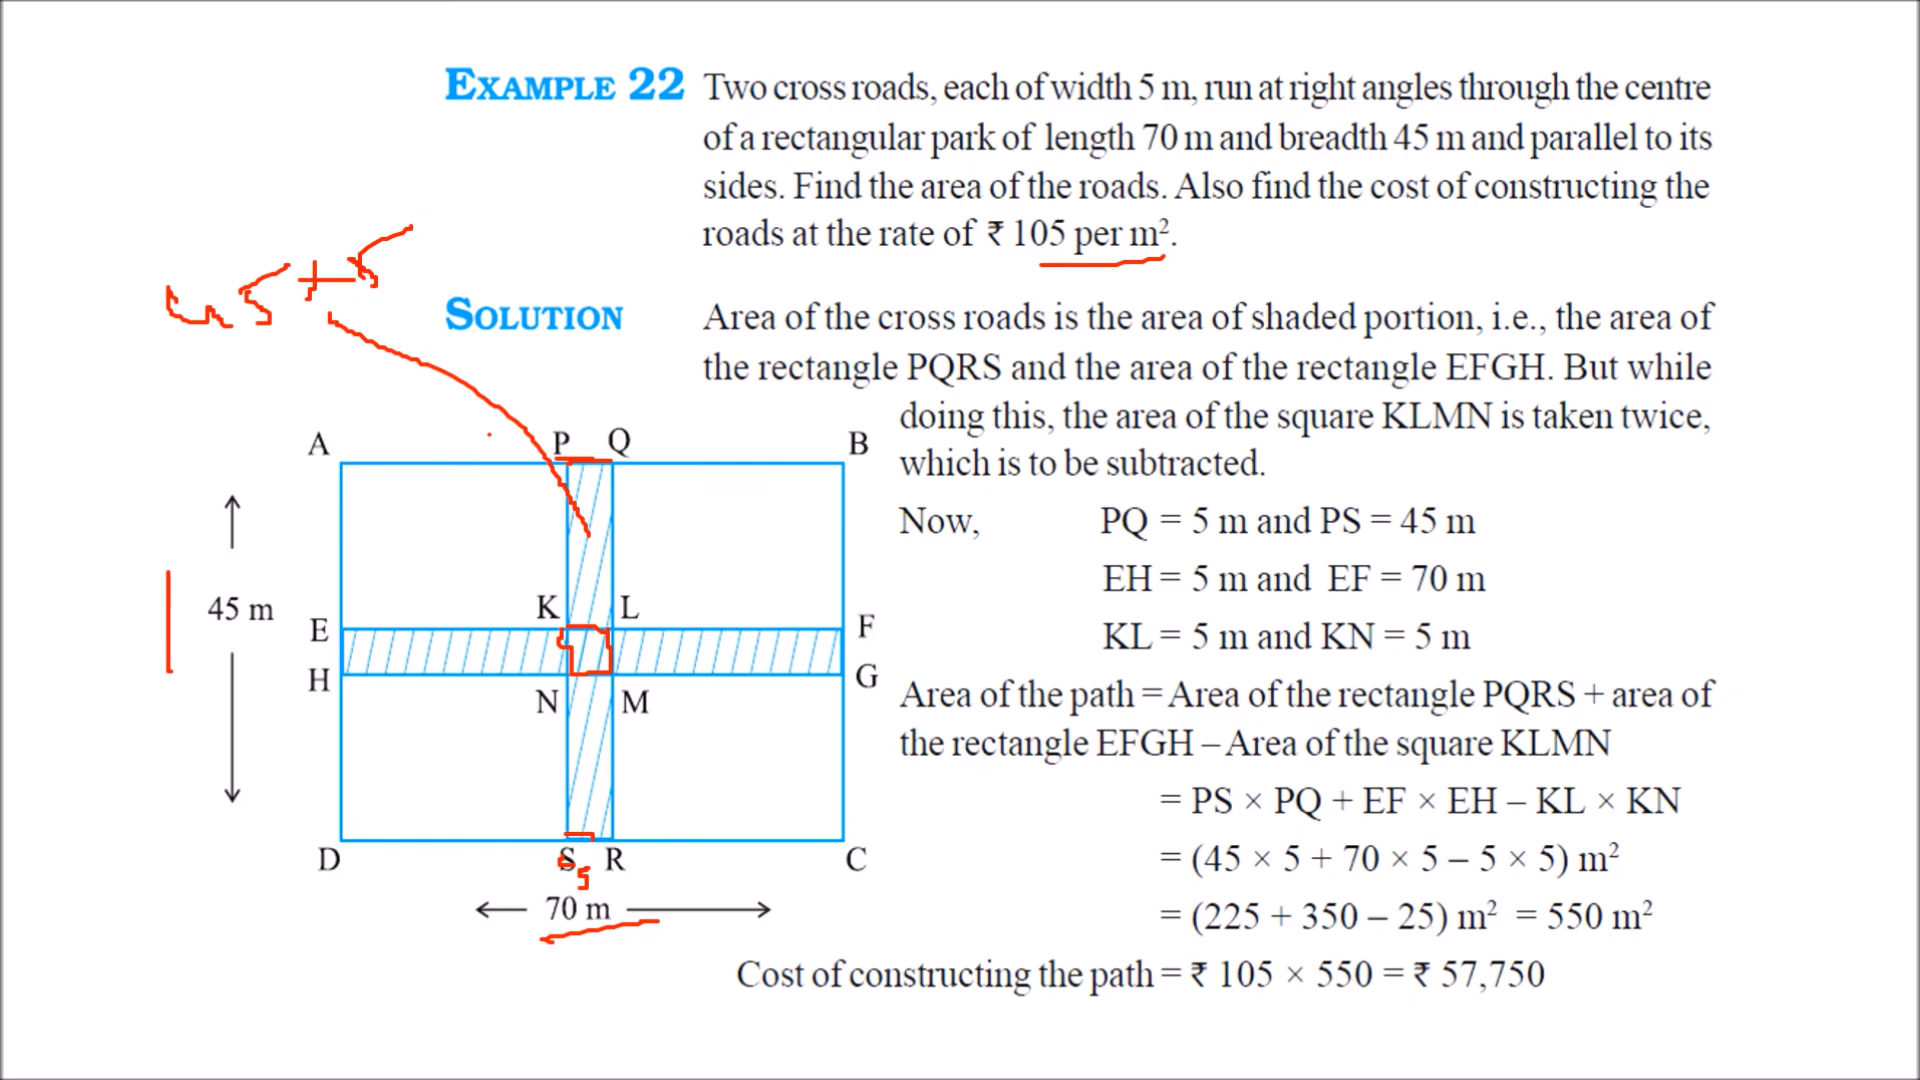 EXAMPLE 22 Two cross roads, each of width 5 m, run at right angles through the centre
of a rectangular park of length 70 m and breadth 45 m and parallel to its
sides. Find the area of the roads. Also find the cost of constructing the
roads at the rate of ₹ 105 per m².
45+5
SOLUTION Area of the cross roads is the area of shaded portion, i.e., the area of
the rectangle PQRS and the area of the rectangle EFGH. But while
doing this, the area of the square KLMN is taken twice,
which is to be subtracted.
Now, PQ = 5 m and PS = 45 m
EH = 5 m and EF = 70 m
KL = 5 m and KN = 5 m
Area of the path = Area of the rectangle PQRS + area of
the rectangle EFGH – Area of the square KLMN
= PS × PQ + EF × EH – KL × KN
= (45 × 5 + 70 × 5 – 5 × 5) m²
= (225 + 350 – 25) m² = 550 m²
Cost of constructing the path = ₹ 105 × 550 = ₹ 57,750
A P Q B
45 m
K L
E F
H G
N M
D S R C
5
70 m